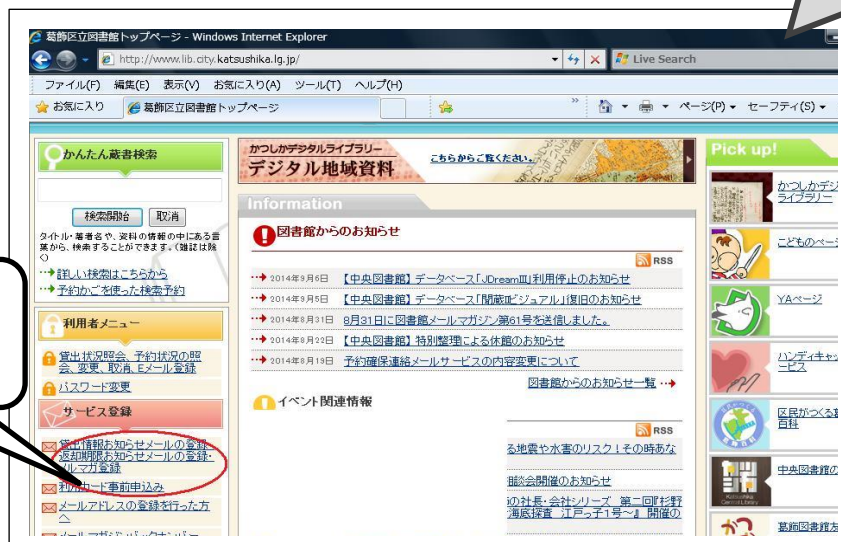 葛飾区立図書館トップページ - Windows Internet Explorer
http://www.lib.city.katsushika.lg.jp/
Live Search
ファイル(F) 編集(E) 表示(V) お気に入り(A) ツール(T) ヘルプ(H)
お気に入り
葛飾区立図書館トップページ
ページ(P)
セーフティ(S)
かんたん蔵書検索
検索開始 取消
タイトル・著者名や、資料の情報の中にある言
葉から、検索することができます。(雑誌は除
く)
詳しい検索はこちらから
予約かごを使った検索予約
利用者メニュー
貸出状況照会、予約状況の照
会、変更、取消、Eメール登録
パスワード変更
サービス登録
貸出情報お知らせメールの登録・
返却期限お知らせメールの登録・
メルマガ登録
利用カード事前申込み
メールアドレスの登録を行った方
へ
メールマガジンバックナンバー
かつしかデジタルライブラリー
デジタル地域資料
こちらからご覧ください。
Information
図書館からのお知らせ
RSS
2014年9月6日 【中央図書館】データベース「JDreamⅢ」利用停止のお知らせ
2014年9月5日 【中央図書館】データベース「聞蔵Ⅱビジュアル」復旧のお知らせ
2014年8月31日 8月31日に図書館メールマガジン第61号を送信しました。
2014年8月22日 【中央図書館】特別整理による休館のお知らせ
2014年8月19日 予約確保連絡メールサービスの内容変更について
図書館からのお知らせ一覧
イベント関連情報
RSS
る地震や水害のリスク!その時あな
談会開催のお知らせ
の社長・会社シリーズ 第二回『杉野
海底探査 江戸っ子1号~』 開催の
Pick up!
かつしかデジ
ライブラリー
こどものペー
YAページ
ハンディキャッ
ービス
区民がつくる
百科
中央図書館の
葛飾図書館友